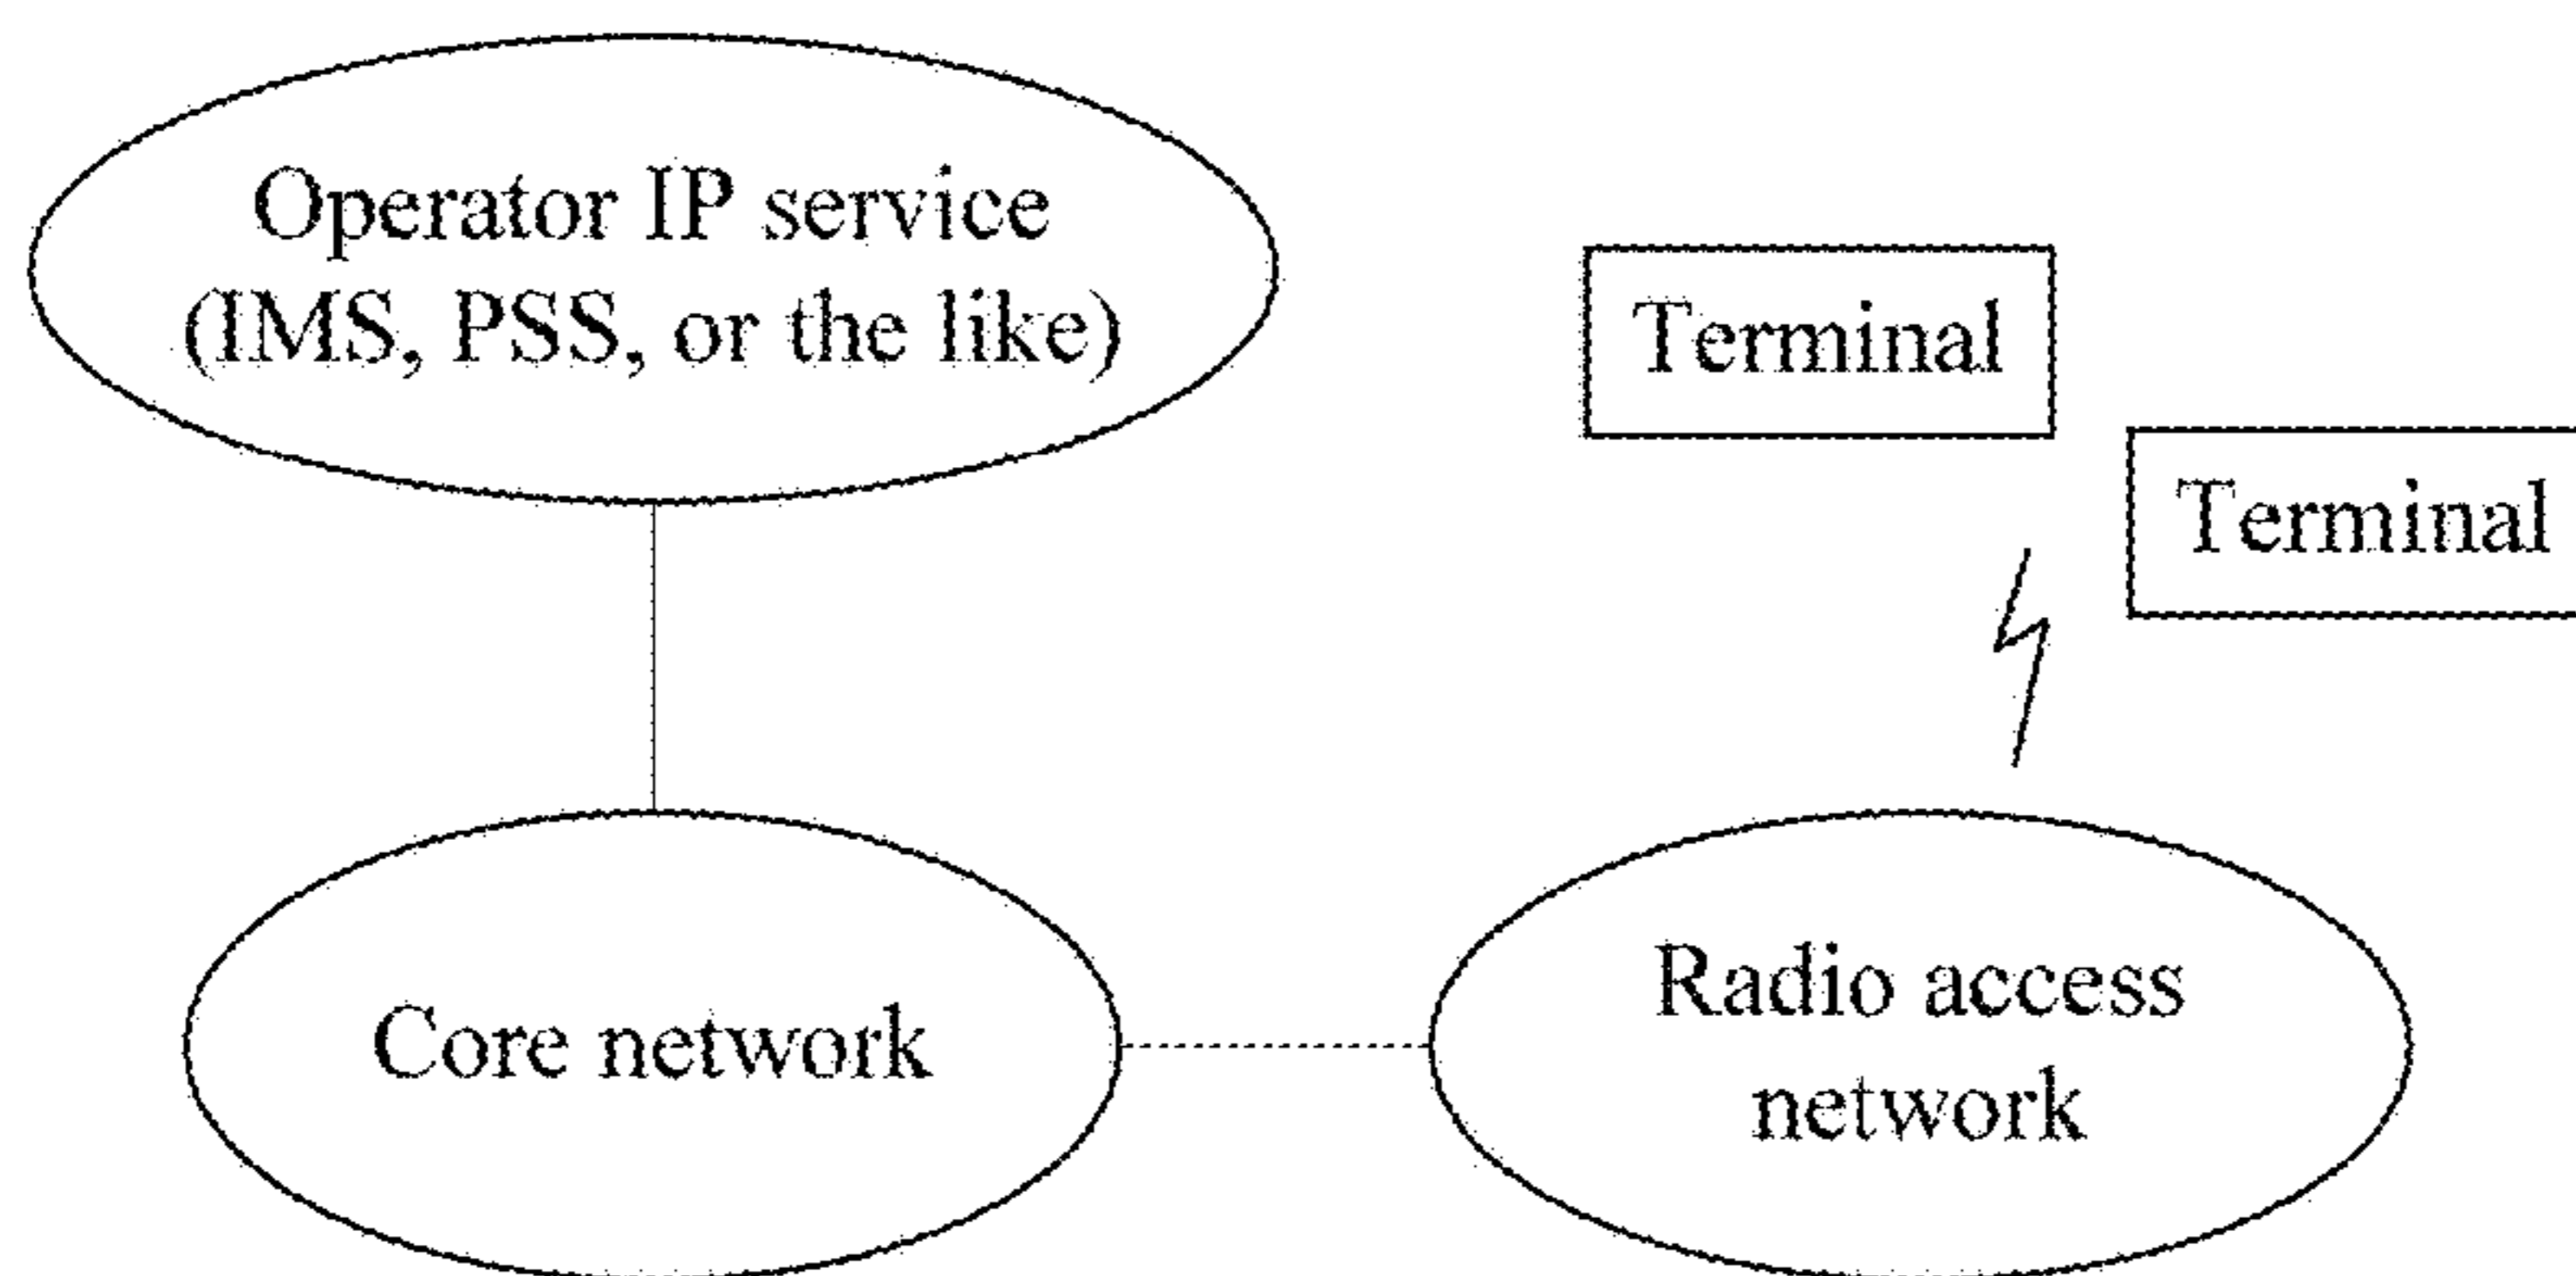 Operator IP service
(IMS, PSS, or the like)
Terminal
Terminal
Core network
Radio access
network